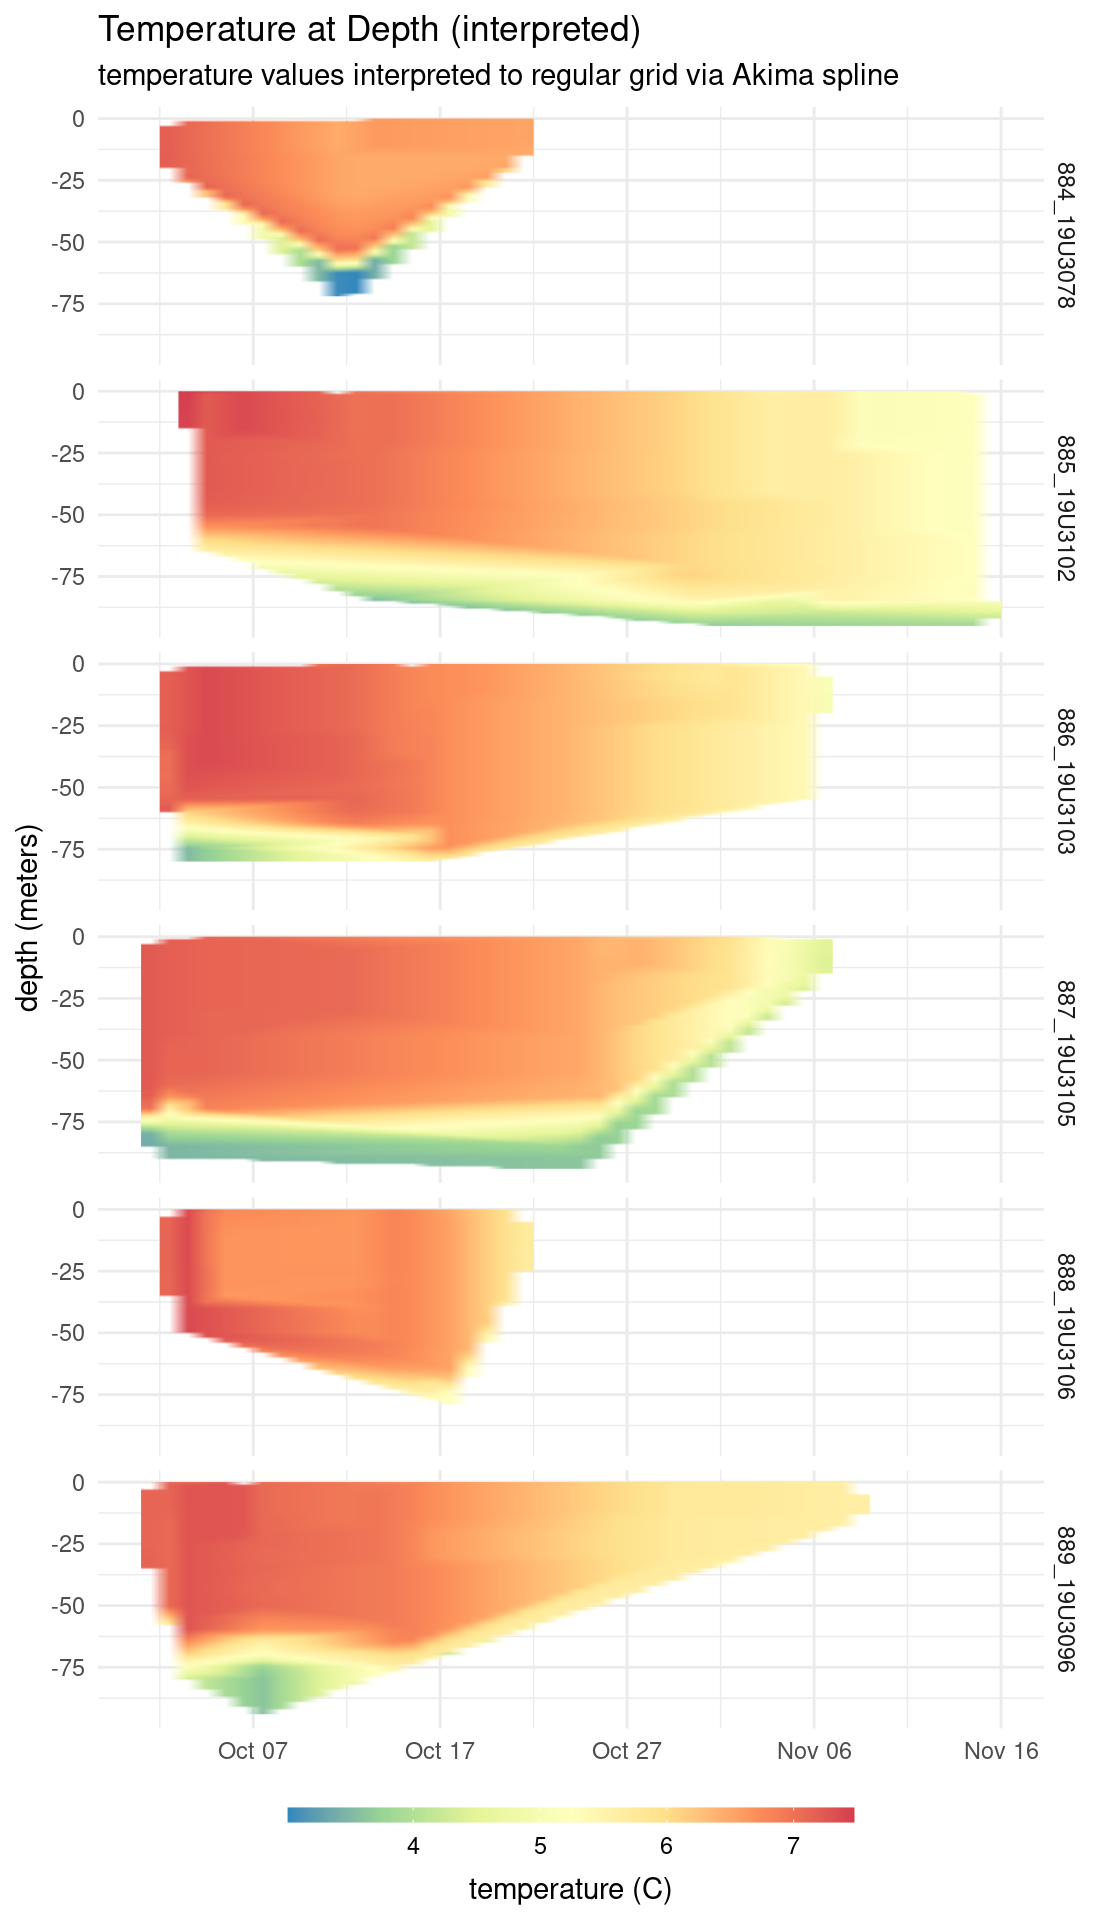 Temperature at Depth (interpreted)
temperature values interpreted to regular grid via Akima spline
depth (meters)
0
-25
-50
-75
884_19U3078
0
-25
-50
-75
885_19U3102
0
-25
-50
-75
886_19U3103
0
-25
-50
-75
887_19U3105
0
-25
-50
-75
888_19U3106
0
-25
-50
-75
889_19U3096
Oct 07 Oct 17 Oct 27 Nov 06 Nov 16
4 5 6 7
temperature (C)